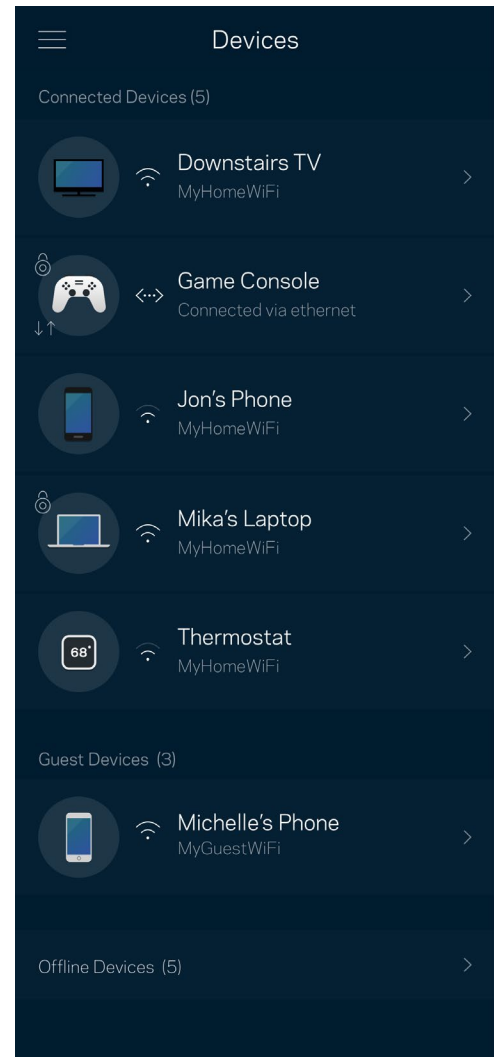 Devices
Connected Devices (5)
Downstairs TV
MyHomeWiFi
Game Console
Connected via ethernet
Jon's Phone
MyHomeWiFi
Mika's Laptop
MyHomeWiFi
68°
Thermostat
MyHomeWiFi
Guest Devices (3)
Michelle's Phone
MyGuestWiFi
Offline Devices (5)